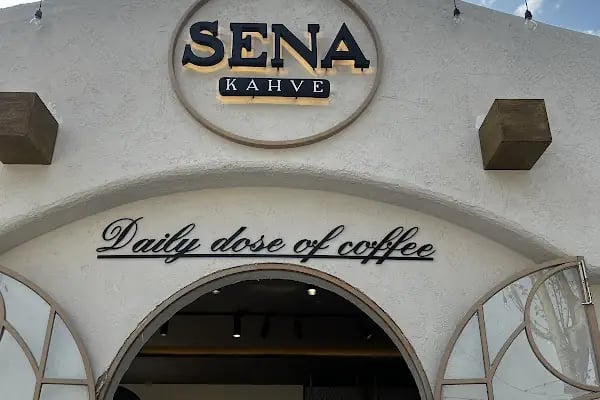 SENA
KAHVE
Daily dose of coffee